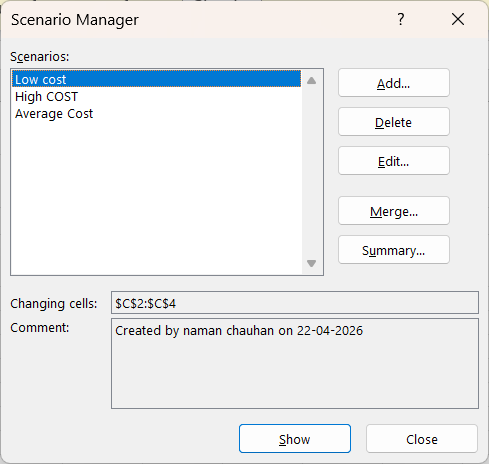 Scenario Manager
?
Scenarios:
Low cost
High COST
Average Cost
Add...
Delete
Edit...
Merge...
Summary...
Changing cells:
$C$2:$C$4
Comment:
Created by naman chauhan on 22-04-2026
Show
Close